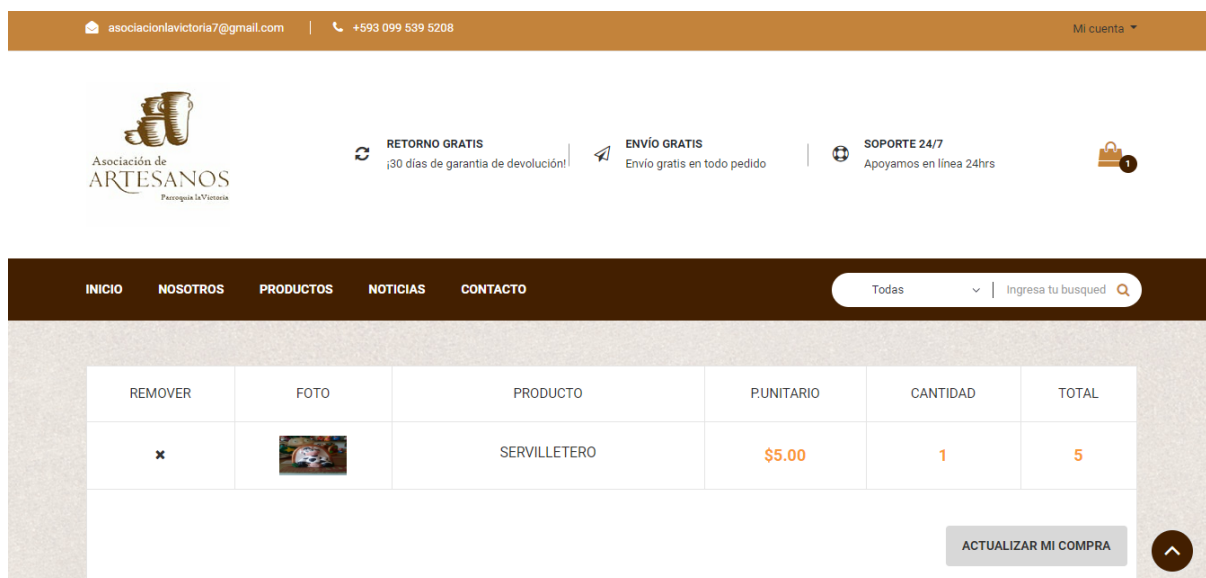 asociacionlavictoria7@gmail.com | +593 099 539 5208 Mi cuenta
Asociación de
ARTESANOS
Parroquia la Victoria
RETORNO GRATIS
¡30 días de garantia de devolución!
ENVÍO GRATIS
Envío gratis en todo pedido
SOPORTE 24/7
Apoyamos en línea 24hrs
1
INICIO NOSOTROS PRODUCTOS NOTICIAS CONTACTO Todas Ingresa tu busqued
REMOVER FOTO PRODUCTO P.UNITARIO CANTIDAD TOTAL
SERVILLETERO $5.00 1 5
ACTUALIZAR MI COMPRA